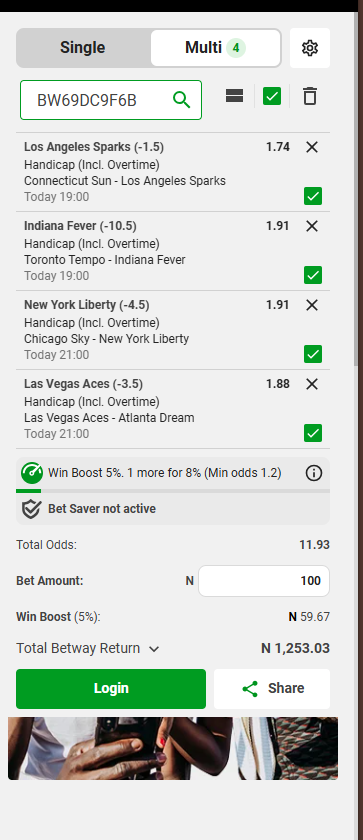 Single
Multi 4
BW69DC9F6B
Los Angeles Sparks (-1.5) 1.74
Handicap (Incl. Overtime)
Connecticut Sun - Los Angeles Sparks
Today 19:00
Indiana Fever (-10.5) 1.91
Handicap (Incl. Overtime)
Toronto Tempo - Indiana Fever
Today 19:00
New York Liberty (-4.5) 1.91
Handicap (Incl. Overtime)
Chicago Sky - New York Liberty
Today 21:00
Las Vegas Aces (-3.5) 1.88
Handicap (Incl. Overtime)
Las Vegas Aces - Atlanta Dream
Today 21:00
Win Boost 5%. 1 more for 8% (Min odds 1.2)
Bet Saver not active
Total Odds: 11.93
Bet Amount: N 100
Win Boost (5%): N 59.67
Total Betway Return N 1,253.03
Login
Share